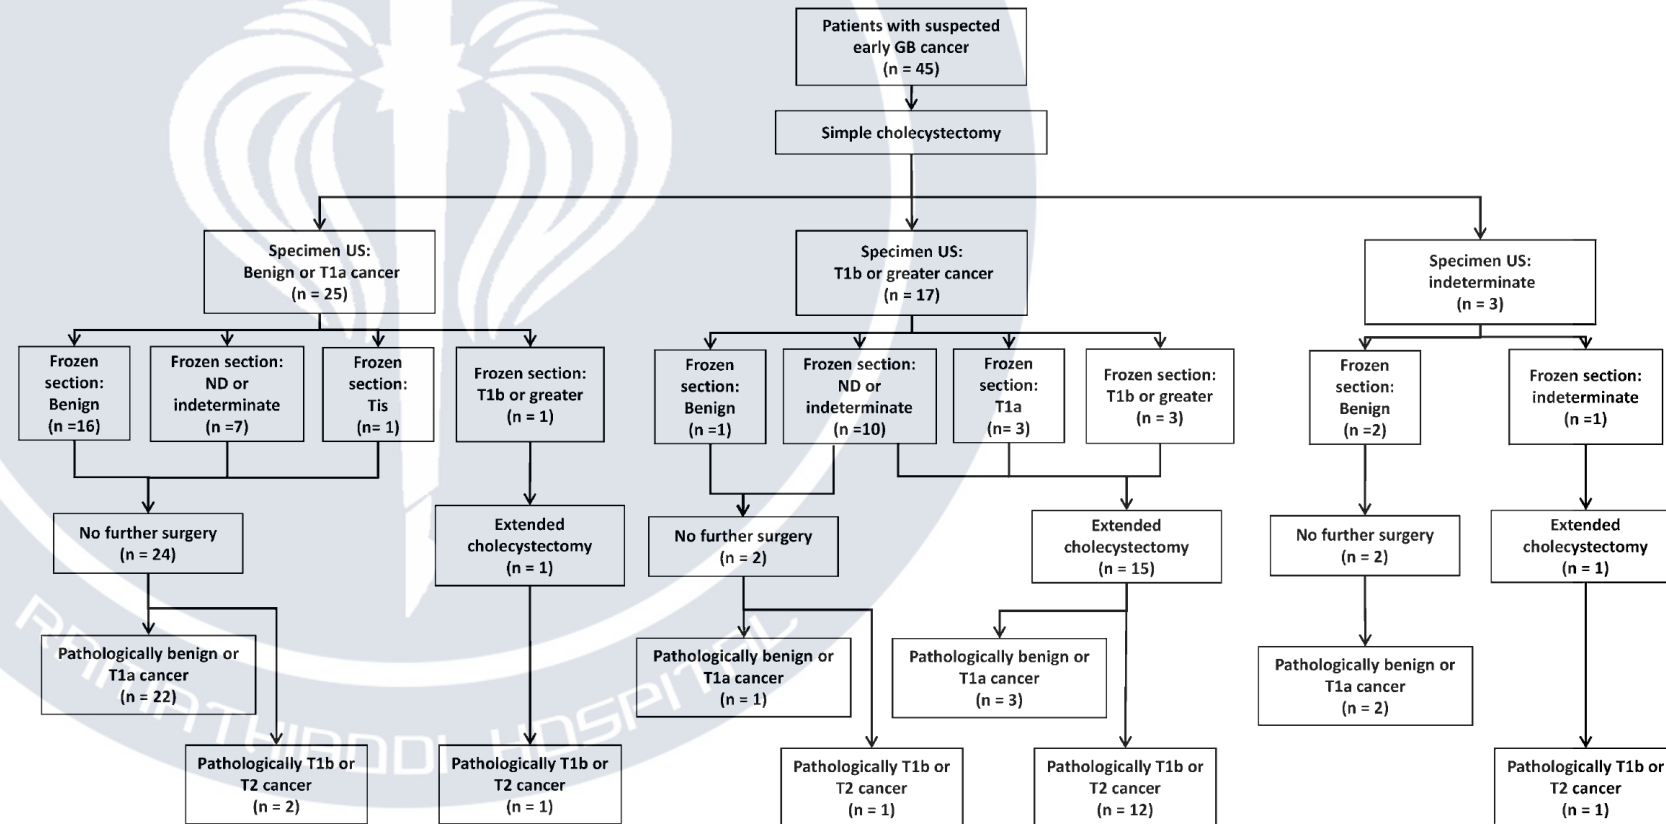 Patients with suspected
early GB cancer
(n = 45)
Simple cholecystectomy
Specimen US:
Benign or T1a cancer
(n = 25)
Specimen US:
T1b or greater cancer
(n = 17)
Specimen US:
indeterminate
(n = 3)
Frozen
section:
Benign
(n =16)
Frozen section:
ND or
indeterminate
(n =7)
Frozen
section:
Tis
(n= 1)
Frozen section:
T1b or greater
(n = 1)
Frozen
section:
Benign
(n =1)
Frozen section:
ND or
indeterminate
(n =10)
Frozen
section:
T1a
(n= 3)
Frozen section:
T1b or greater
(n = 3)
Frozen
section:
Benign
(n =2)
Frozen section:
indeterminate
(n =1)
No further surgery
(n = 24)
Extended
cholecystectomy
(n = 1)
No further surgery
(n = 2)
Extended
cholecystectomy
(n = 15)
No further surgery
(n = 2)
Extended
cholecystectomy
(n = 1)
Pathologically benign or
T1a cancer
(n = 22)
Pathologically benign or
T1a cancer
(n = 1)
Pathologically benign or
T1a cancer
(n = 3)
Pathologically benign or
T1a cancer
(n = 2)
Pathologically T1b or
T2 cancer
(n = 2)
Pathologically T1b or
T2 cancer
(n = 1)
Pathologically T1b or
T2 cancer
(n = 1)
Pathologically T1b or
T2 cancer
(n = 12)
Pathologically T1b or
T2 cancer
(n = 1)
RAMATHIBODI HOSPITAL